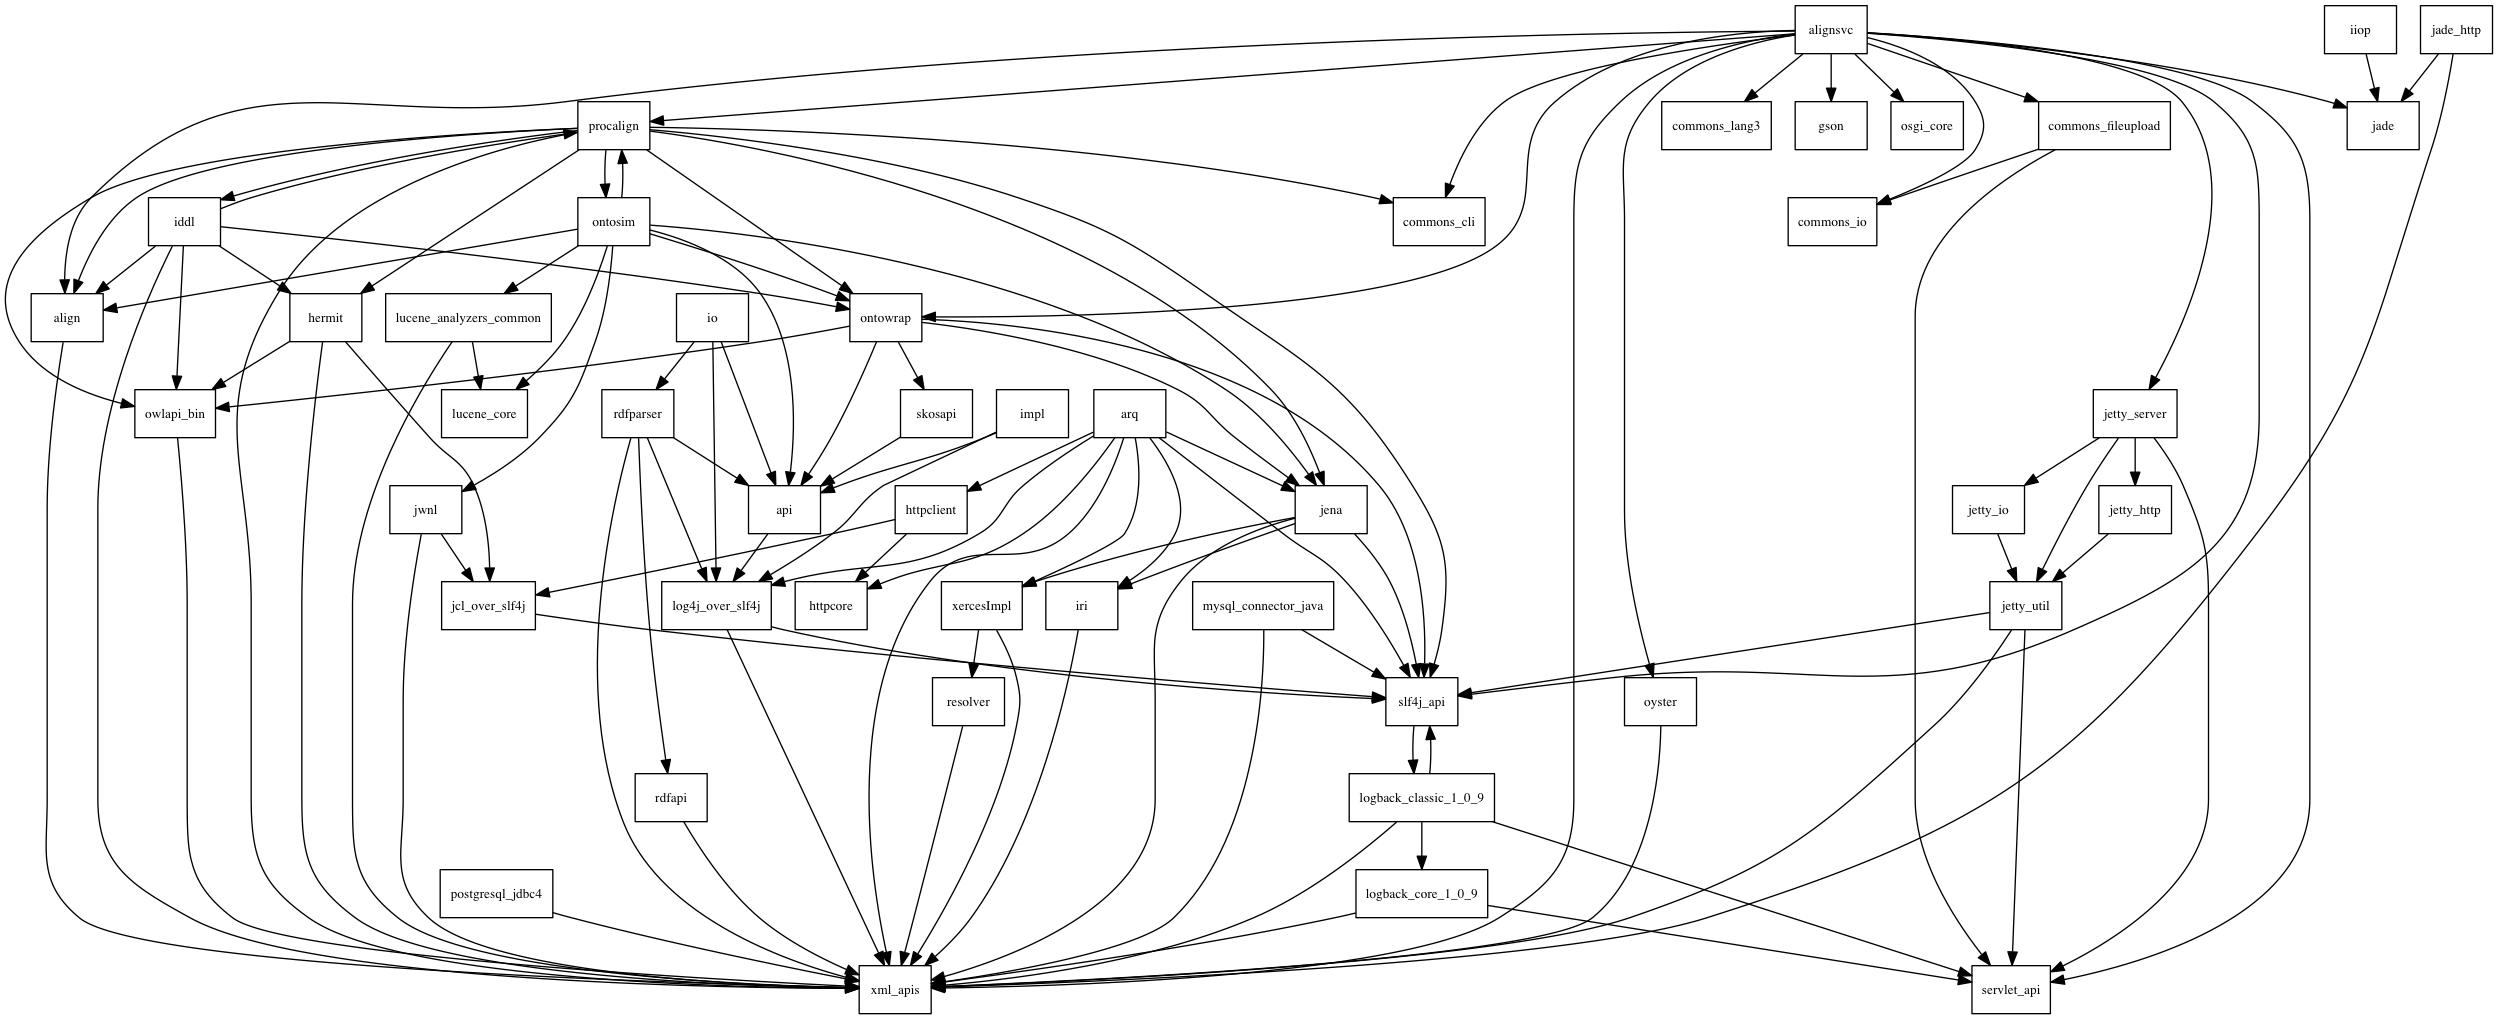 alignsvc
iiop
jade_http
procalign
commons_lang3
gson
osgi_core
commons_fileupload
jade
iddl
ontosim
commons_cli
commons_io
align
hermit
lucene_analyzers_common
io
ontowrap
owlapi_bin
lucene_core
rdfparser
skosapi
impl
arq
jetty_server
jwnl
api
httpclient
jena
jetty_io
jetty_http
jcl_over_slf4j
log4j_over_slf4j
httpcore
xercesImpl
iri
mysql_connector_java
jetty_util
resolver
slf4j_api
oyster
rdfapi
logback_classic_1_0_9
postgresql_jdbc4
logback_core_1_0_9
xml_apis
servlet_api